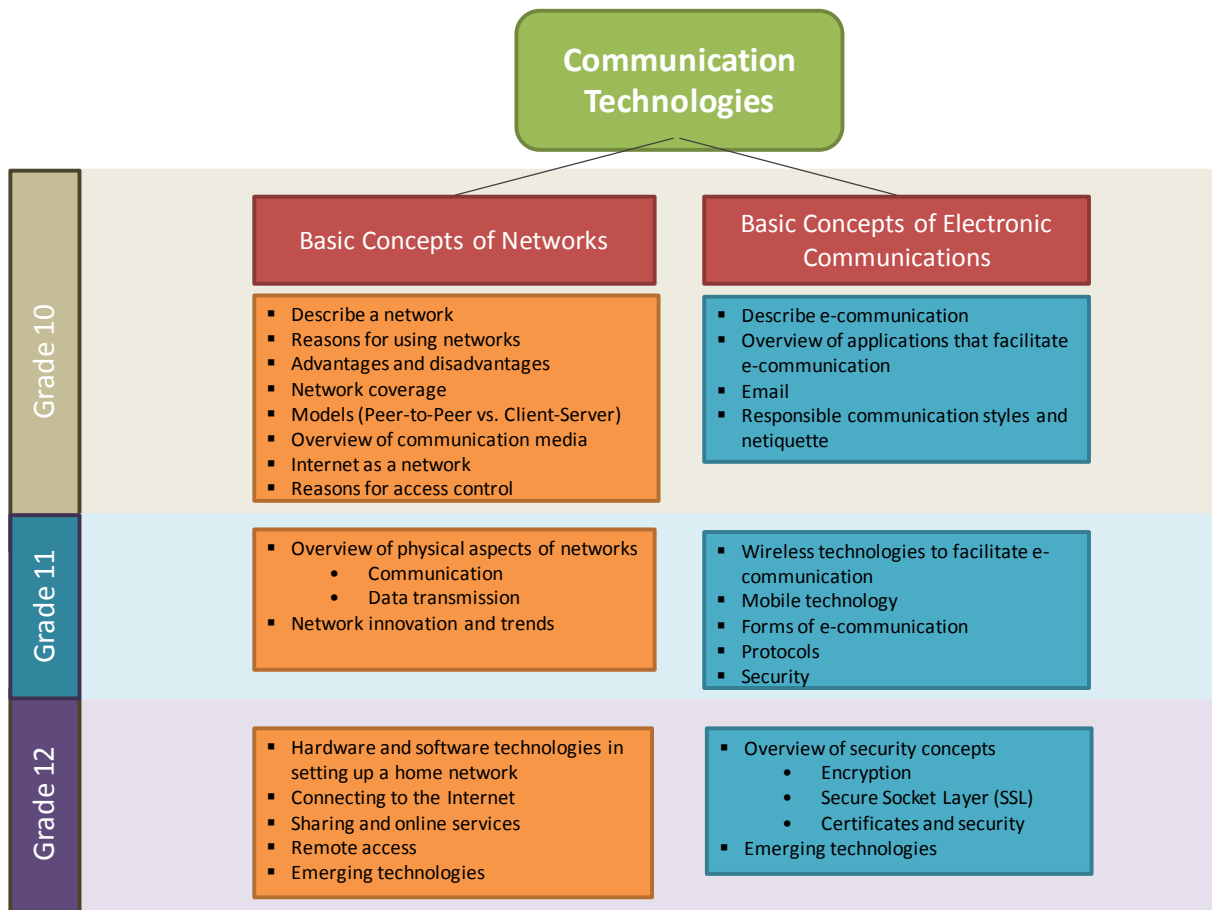 Communication
Technologies
Grade 10
Basic Concepts of Networks
▪ Describe a network
▪ Reasons for using networks
▪ Advantages and disadvantages
▪ Network coverage
▪ Models (Peer-to-Peer vs. Client-Server)
▪ Overview of communication media
▪ Internet as a network
▪ Reasons for access control
Basic Concepts of Electronic
Communications
▪ Describe e-communication
▪ Overview of applications that facilitate
e-communication
▪ Email
▪ Responsible communication styles and
netiquette
Grade 11
▪ Overview of physical aspects of networks
• Communication
• Data transmission
▪ Network innovation and trends
▪ Wireless technologies to facilitate e-
communication
▪ Mobile technology
▪ Forms of e-communication
▪ Protocols
▪ Security
Grade 12
▪ Hardware and software technologies in
setting up a home network
▪ Connecting to the Internet
▪ Sharing and online services
▪ Remote access
▪ Emerging technologies
▪ Overview of security concepts
• Encryption
• Secure Socket Layer (SSL)
• Certificates and security
▪ Emerging technologies